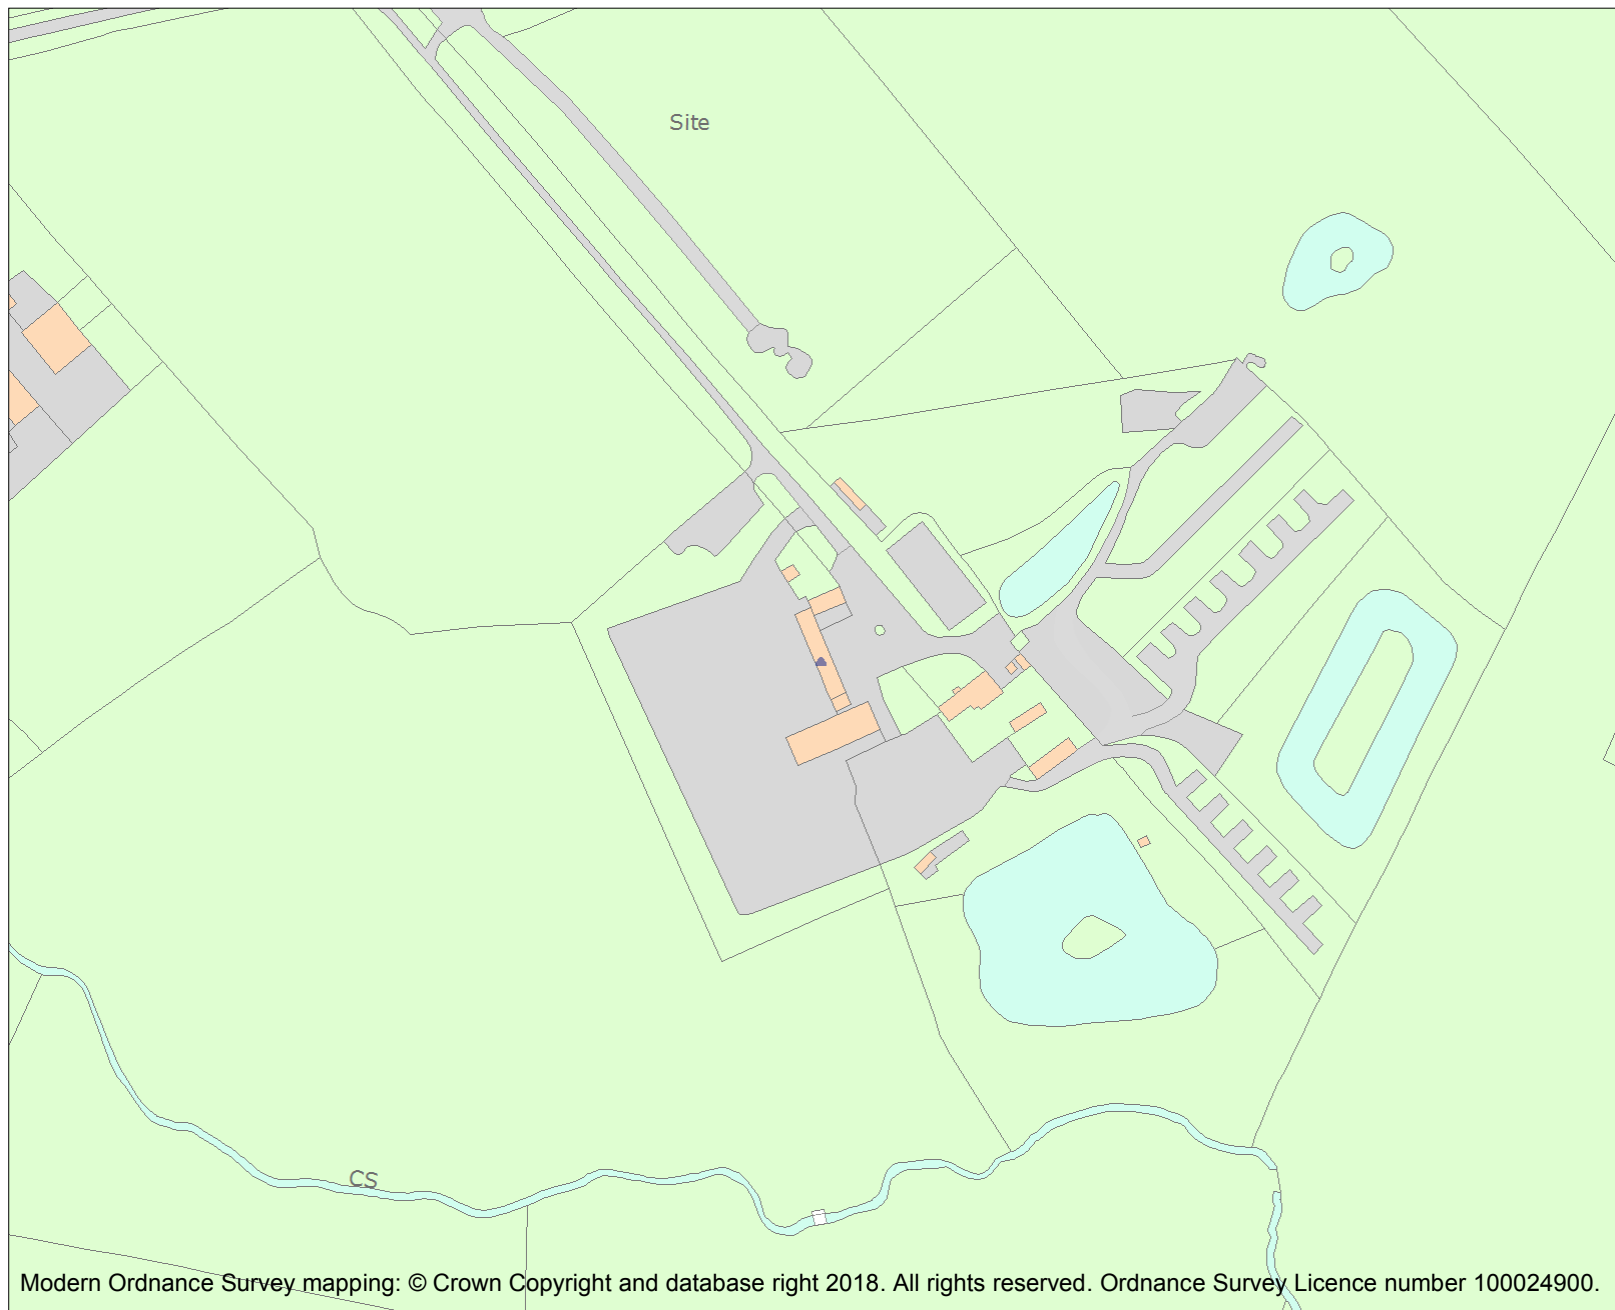 Site
CS
Modern Ordnance Survey mapping: © Crown Copyright and database right 2018. All rights reserved. Ordnance Survey Licence number 100024900.